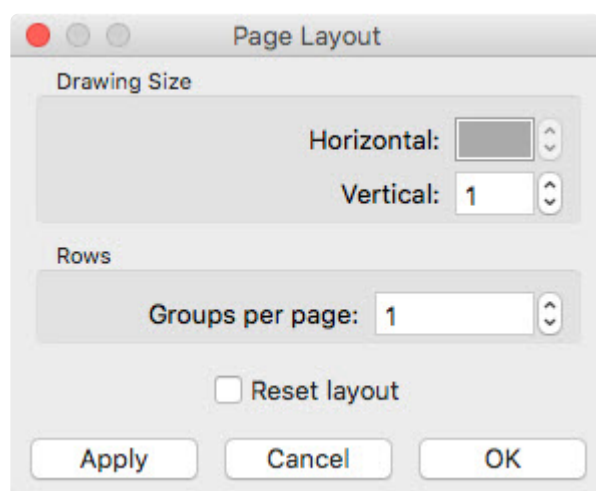 Page Layout
Drawing Size
Horizontal:
Vertical: 1
Rows
Groups per page: 1
Reset layout
Apply Cancel OK